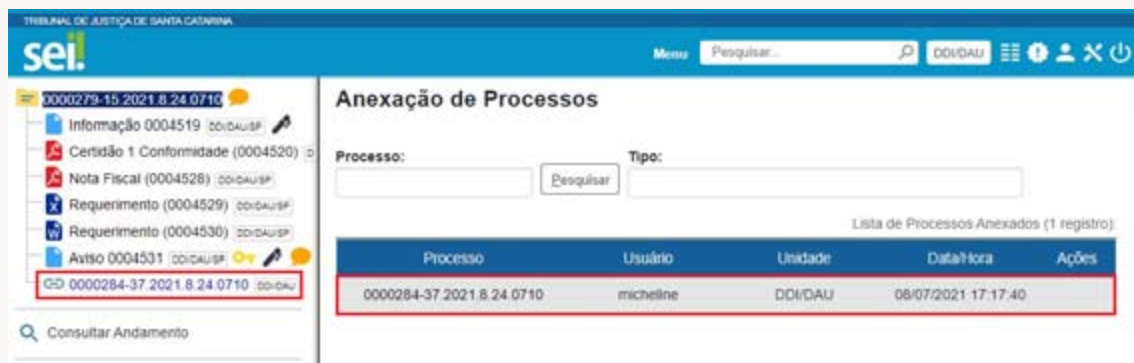 TRIBUNAL DE JUSTIÇA DE SANTA CATARINA
sei!
Menu
Pesquisar...
DDI/DAU
0000279-15.2021.8.24.0710
Informação 0004519 DDI/DAU/SP
Certidão 1 Conformidade (0004520) D
Nota Fiscal (0004528) DDI/DAU/SP
Requerimento (0004529) DDI/DAU/SP
Requerimento (0004530) DDI/DAU/SP
Aviso 0004531 DDI/DAU/SP
0000284-37.2021.8.24.0710 DDI/DAU
Consultar Andamento
Anexação de Processos
Processo: Tipo:
Pesquisar
Lista de Processos Anexados (1 registro):
Processo Usuário Unidade Data/Hora Ações
0000284-37.2021.8.24.0710 micheline DDI/DAU 08/07/2021 17:17:40